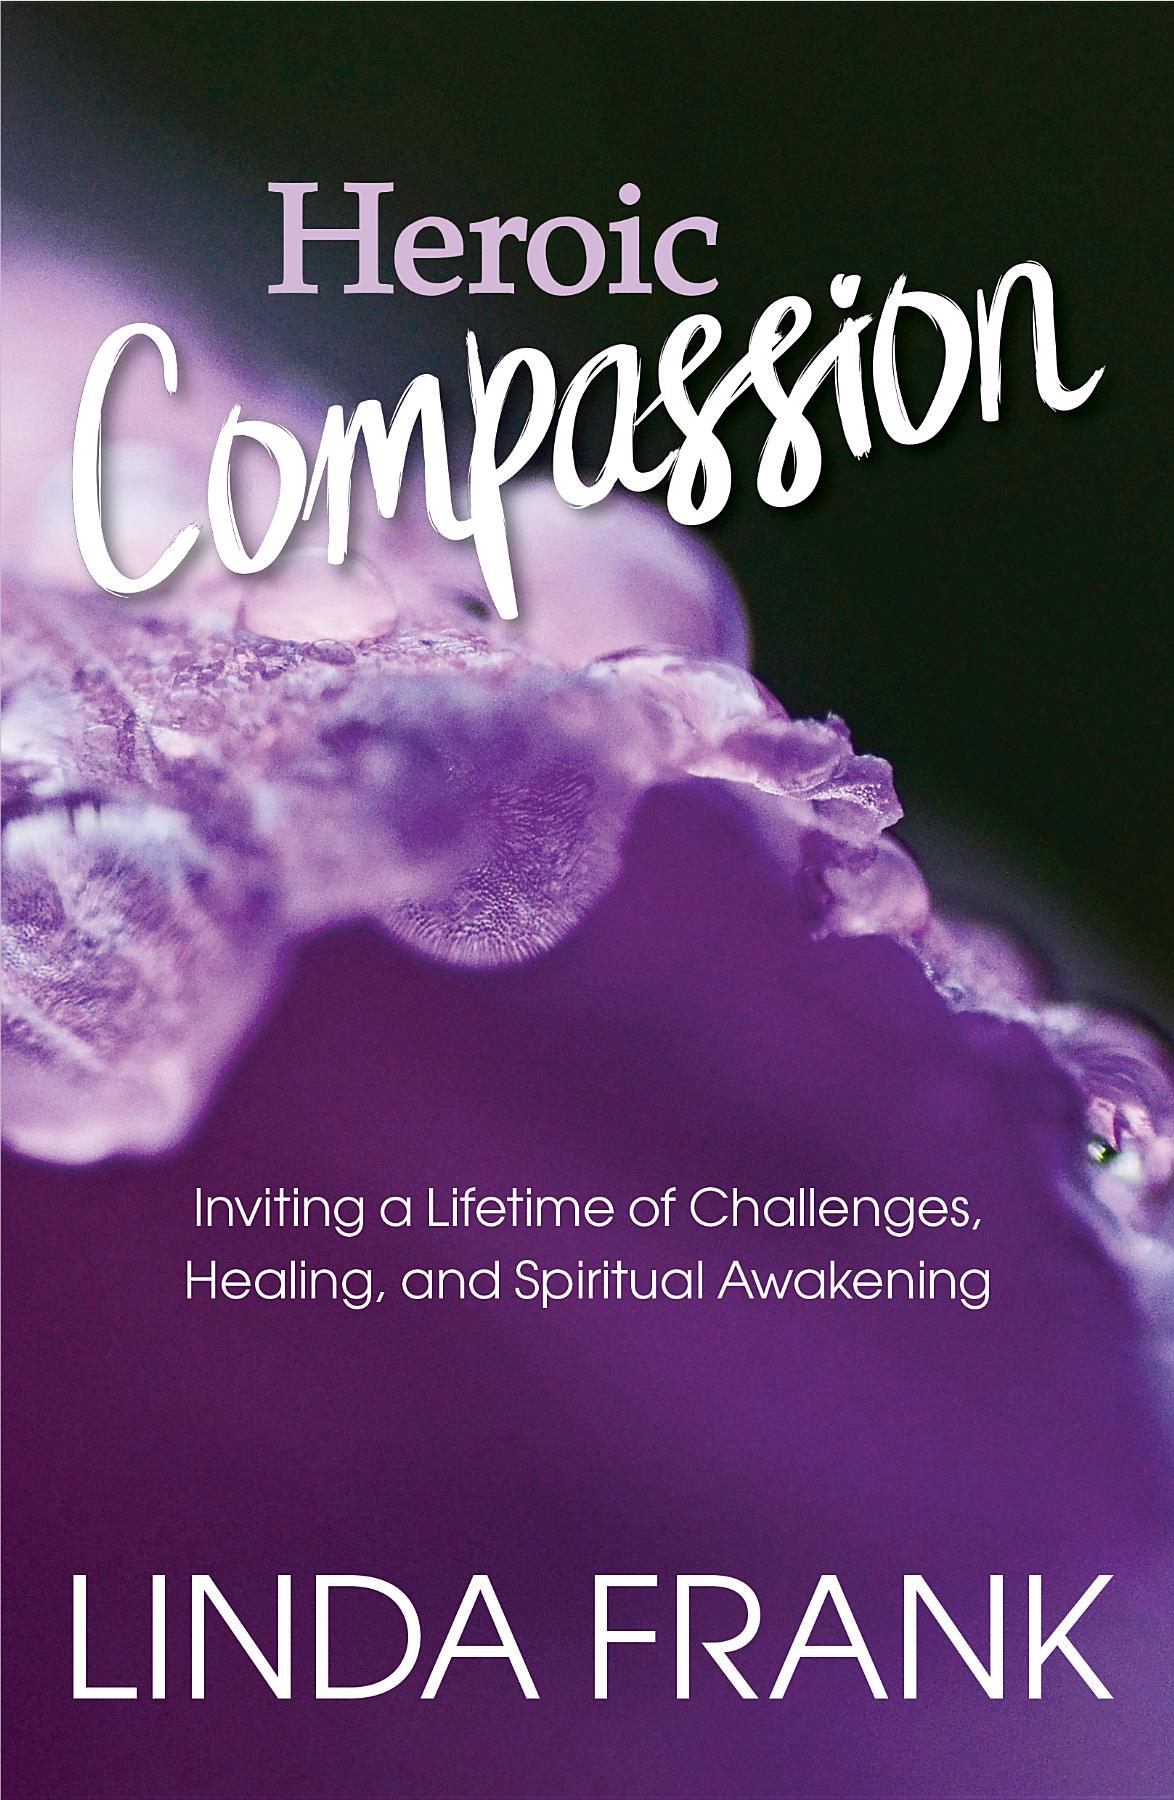 Heroic
Compassion
Inviting a Lifetime of Challenges,
Healing, and Spiritual Awakening
LINDA FRANK